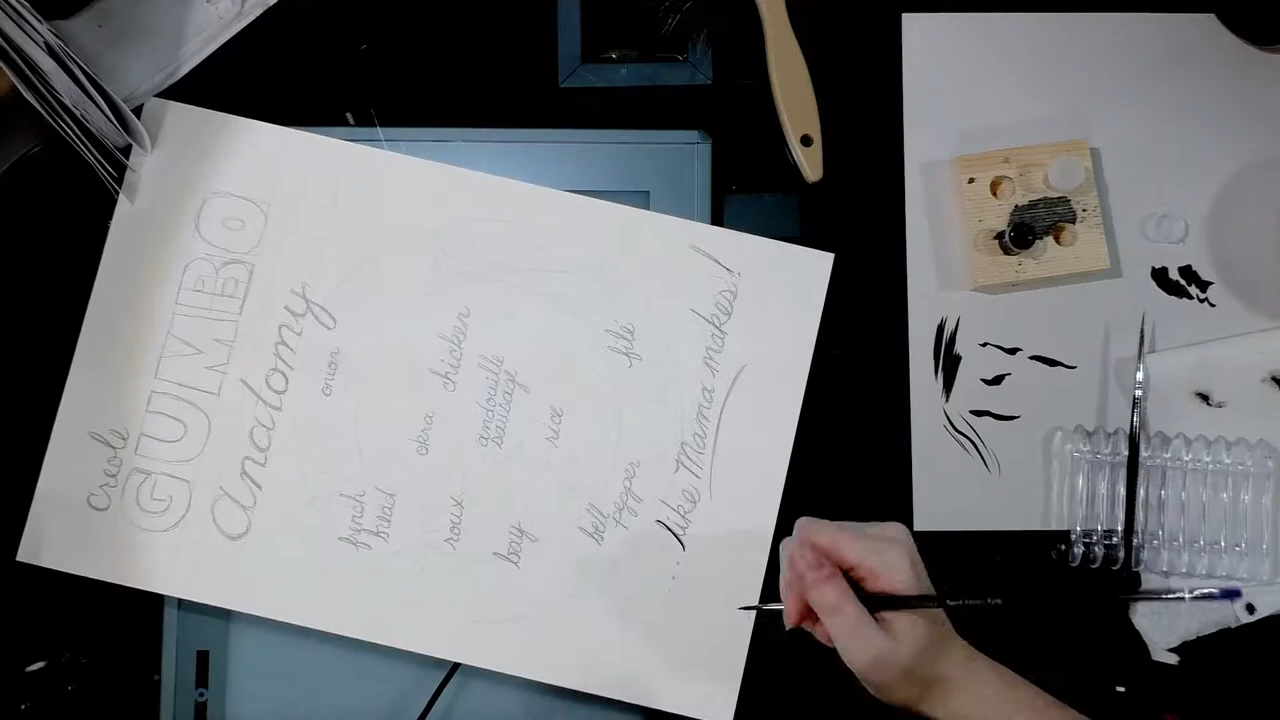 Creole
GUMBO
Anatomy
onion
french
bread
okra
chicken
roux
andouille
sausage
bay
rice
filé
bell
pepper
...like Mama makes!